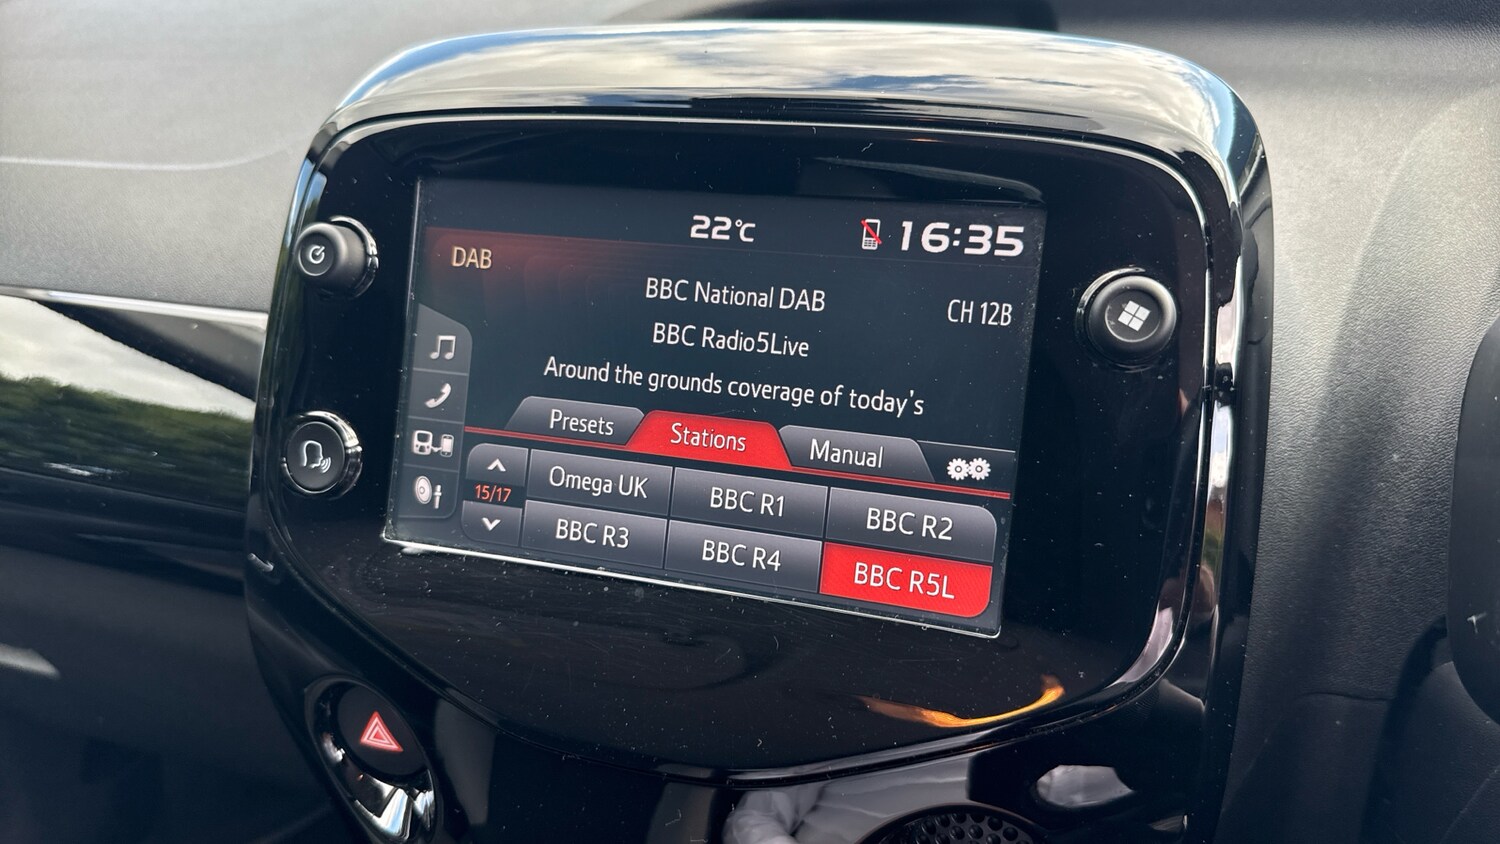 22°C 16:35
DAB
BBC National DAB
CH 12B
BBC Radio5Live
Around the grounds coverage of today's
Presets Stations Manual
15/17
Omega UK BBC R1 BBC R2
BBC R3 BBC R4 BBC R5L